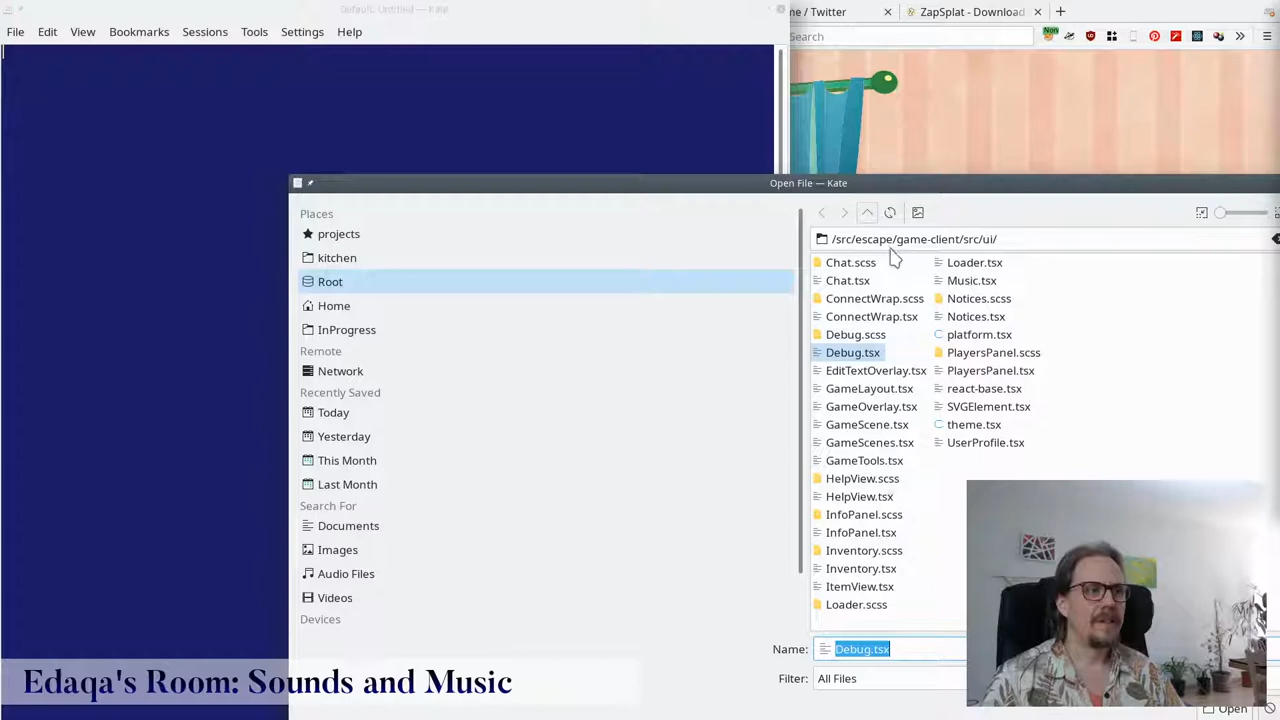 Default: Untitled — Kate
me / Twitter
ZapSplat - Download
File Edit View Bookmarks Sessions Tools Settings Help
Search
Non
Open File — Kate
Places
projects
kitchen
Root
Home
InProgress
Remote
Network
Recently Saved
Today
Yesterday
This Month
Last Month
Search For
Documents
Images
Audio Files
Videos
Devices
/src/escape/game-client/src/ui/
Chat.scss
Chat.tsx
ConnectWrap.scss
ConnectWrap.tsx
Debug.scss
Debug.tsx
EditTextOverlay.tsx
GameLayout.tsx
GameOverlay.tsx
GameScene.tsx
GameScenes.tsx
GameTools.tsx
HelpView.scss
HelpView.tsx
InfoPanel.scss
InfoPanel.tsx
Inventory.scss
Inventory.tsx
ItemView.tsx
Loader.scss
Loader.tsx
Music.tsx
Notices.scss
Notices.tsx
platform.tsx
PlayersPanel.scss
PlayersPanel.tsx
react-base.tsx
SVGElement.tsx
theme.tsx
UserProfile.tsx
Name: Debug.tsx
Filter: All Files
Open
Edaqa's Room: Sounds and Music